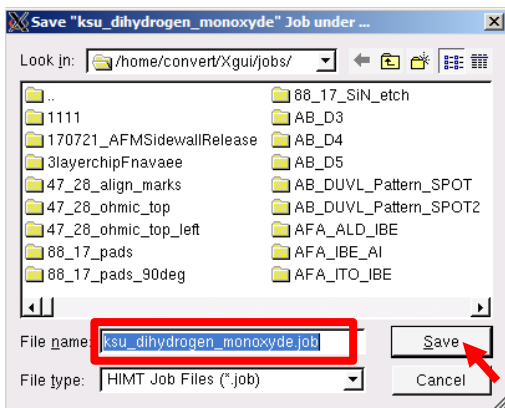 Save "ksu_dihydrogen_monoxyde" Job under ...
Look in: /home/convert/Xgui/jobs/
..
1111
170721_AFMSidewallRelease
3layerchipFnavaee
47_28_align_marks
47_28_ohmic_top
47_28_ohmic_top_left
88_17_pads
88_17_pads_90deg
88_17_SiN_etch
AB_D3
AB_D4
AB_D5
AB_DUVL_Pattern_SPOT
AB_DUVL_Pattern_SPOT2
AFA_ALD_IBE
AFA_IBE_Al
AFA_ITO_IBE
File name: ksu_dihydrogen_monoxyde.job Save
File type: HIMT Job Files (*.job) Cancel